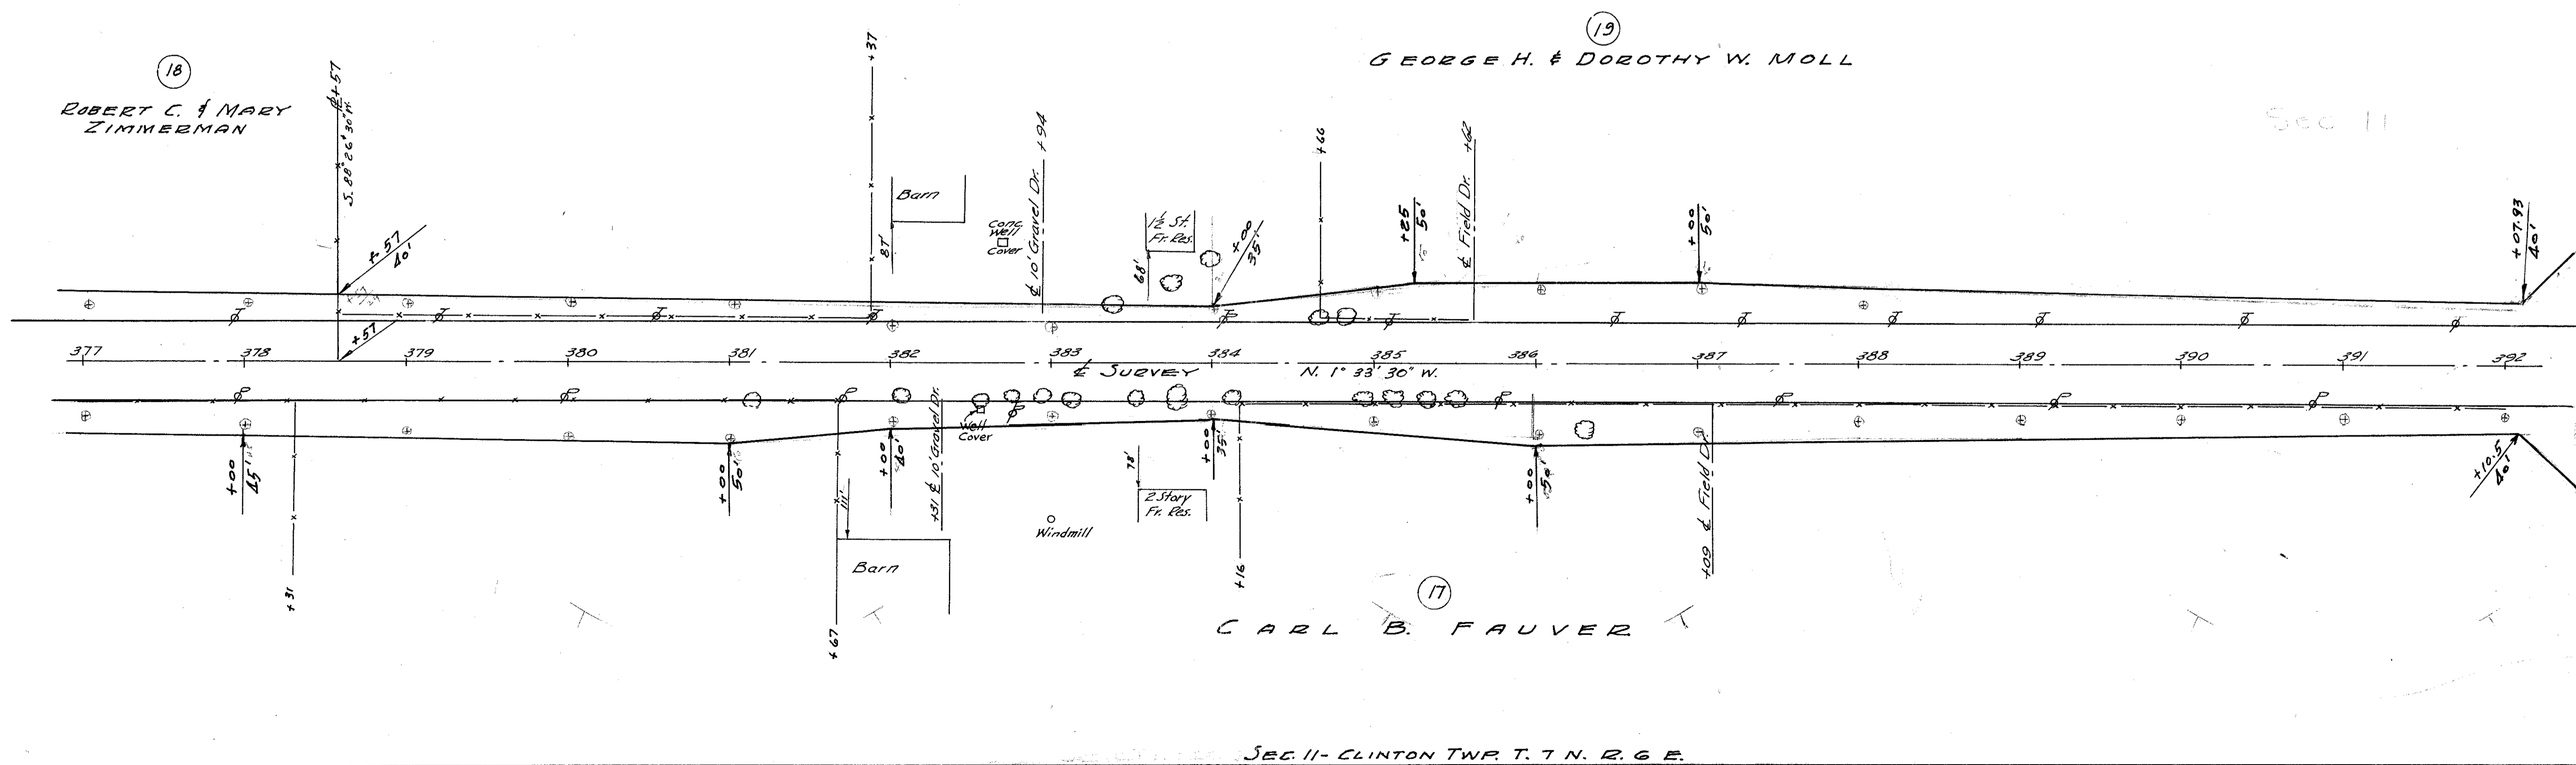 18
ROBERT C. & MARY
ZIMMERMAN
19
GEORGE H. & DOROTHY W. MOLL
Sec 11
℄ +57
S. 88° 26' 30" W.
+57
40'
+57
+37
Barn
87'
Conc.
Well
Cover
℄ 10' Gravel Dr. +94
1½ St.
Fr. Res.
68'
+00
35'
+66
+25
50'
℄ Field Dr. +62
+00
50'
+07.93
40'
T T T T T T T T T T T
377 378 379 380 381 382 383 384 385 386 387 388 389 390 391 392
℄ SURVEY N. 1° 33' 30" W.
P P P P P P P P
+00
45'
+31
+00
50'
+67
111'
Barn
+00
40'
+31 ℄ 10' Gravel Dr.
Well
Cover
Windmill
78'
2 Story
Fr. Res.
+00
35'
+16
+00
50'
+09 ℄ Field Dr.
+10.5
40'
17
CARL B. FAUVER
SEC. 11 - CLINTON TWP. T. 7 N. R. 6 E.